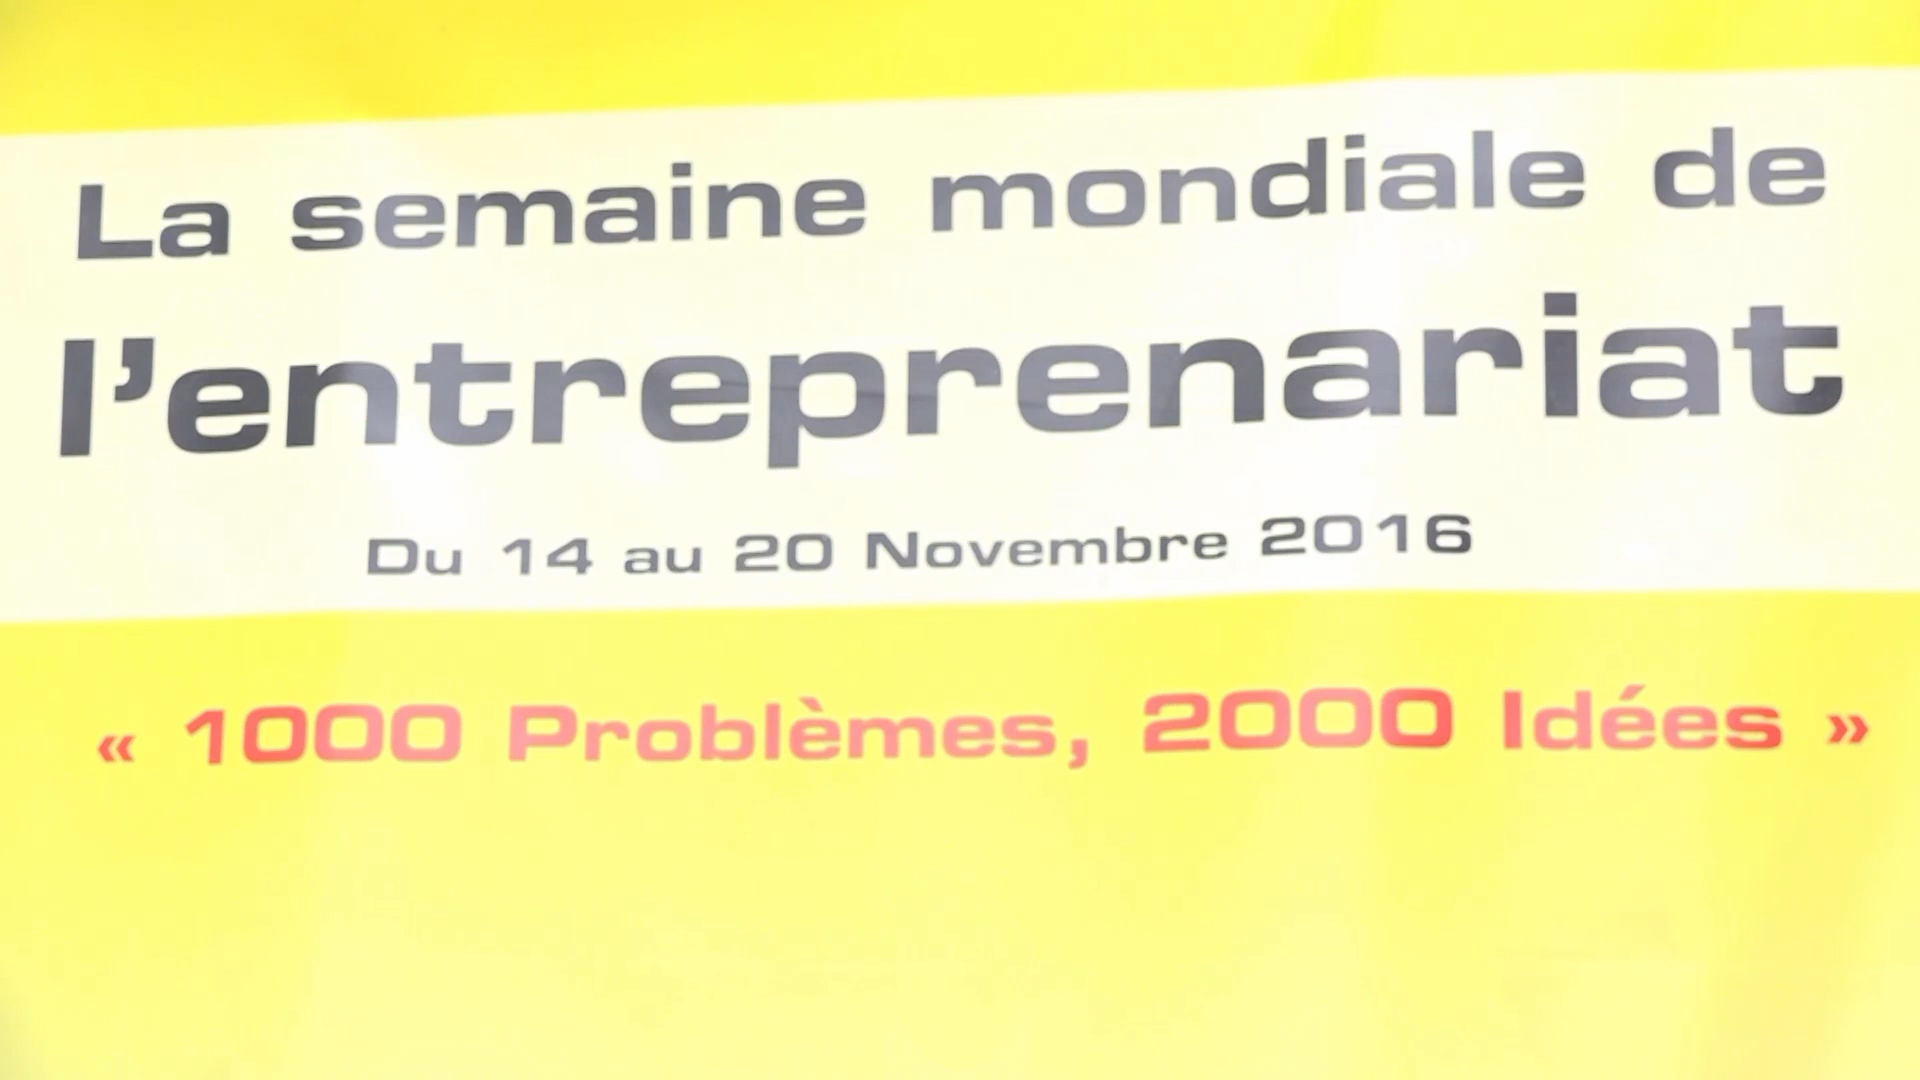 La semaine mondiale de
l’entreprenariat
Du 14 au 20 Novembre 2016
« 1000 Problèmes, 2000 Idées »